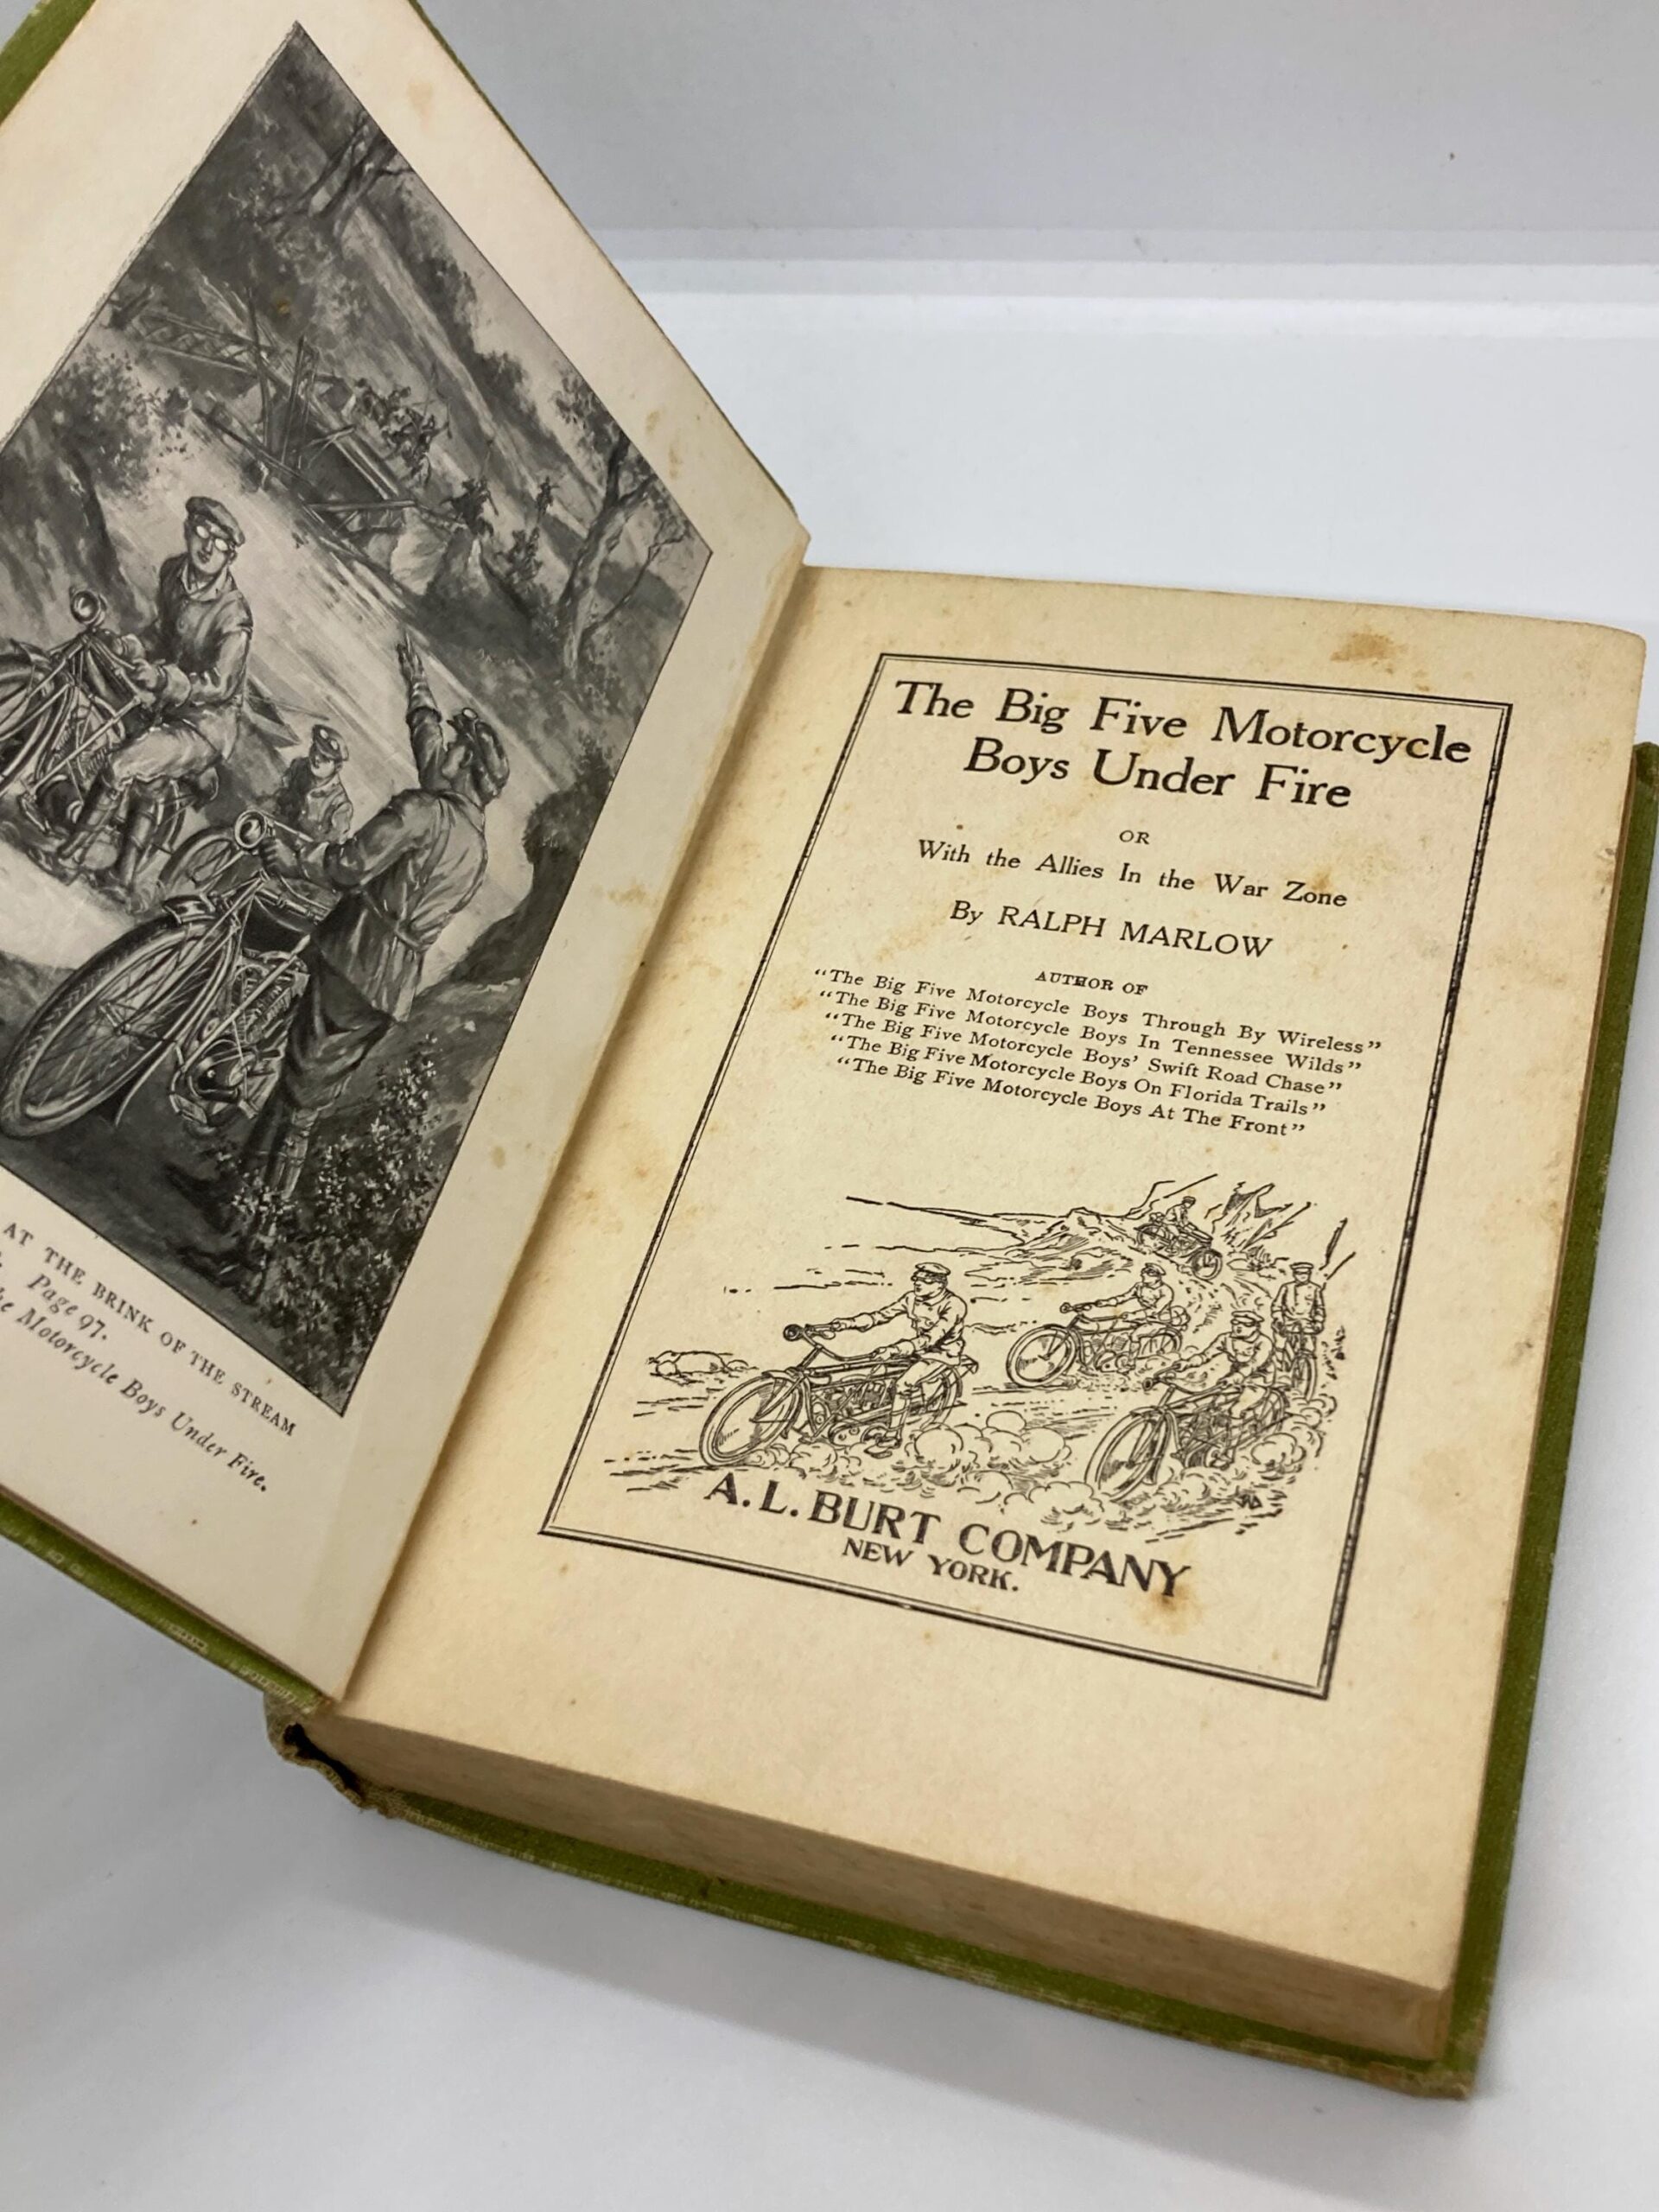 AT THE BRINK OF THE STREAM
Page 97.
Motorcycle Boys Under Fire.
The Big Five Motorcycle
Boys Under Fire
OR
With the Allies In the War Zone
By RALPH MARLOW
AUTHOR OF
“The Big Five Motorcycle Boys Through By Wireless”
“The Big Five Motorcycle Boys In Tennessee Wilds”
“The Big Five Motorcycle Boys’ Swift Road Chase”
“The Big Five Motorcycle Boys On Florida Trails”
“The Big Five Motorcycle Boys At The Front”
A. L. BURT COMPANY
NEW YORK.